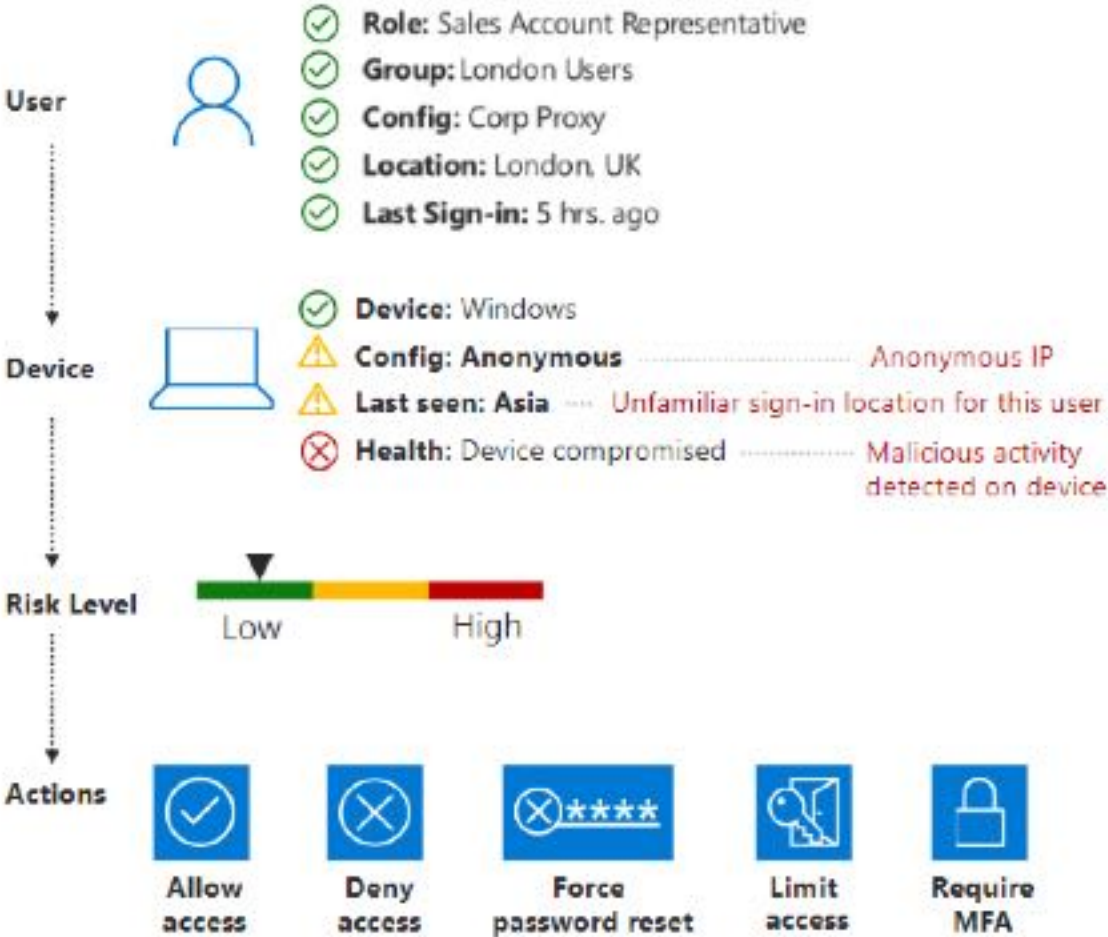 Role: Sales Account Representative
Group: London Users
User
Config: Corp Proxy
Location: London, UK
Last Sign-in: 5 hrs. ago
Device: Windows
Device
Config: Anonymous
Anonymous IP
Last seen: Asia
Unfamiliar sign-in location for this user
Health: Device compromised
Malicious activity
detected on device
Risk Level
Low
High
Actions
****
Allow
access
Deny
access
Force
password reset
Limit
access
Require
MFA